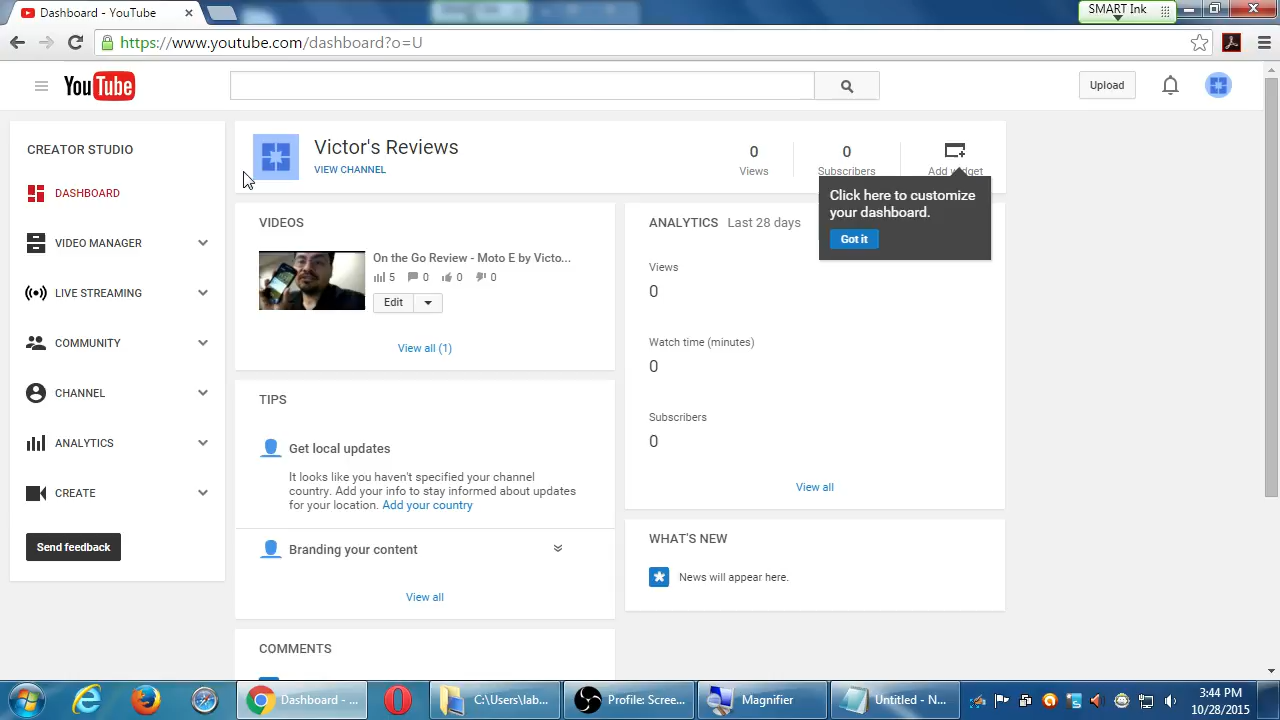 Dashboard - YouTube
SMART Ink
https://www.youtube.com/dashboard?o=U
YouTube
Upload
CREATOR STUDIO
DASHBOARD
VIDEO MANAGER
LIVE STREAMING
COMMUNITY
CHANNEL
ANALYTICS
CREATE
Send feedback
Victor's Reviews
VIEW CHANNEL
0
Views
0
Subscribers
Add widget
Click here to customize
your dashboard.
Got it
VIDEOS
On the Go Review - Moto E by Victo...
5 0 0 0
Edit
View all (1)
TIPS
Get local updates
It looks like you haven't specified your channel
country. Add your info to stay informed about updates
for your location. Add your country
Branding your content
View all
COMMENTS
ANALYTICS Last 28 days
Views
0
Watch time (minutes)
0
Subscribers
0
View all
WHAT'S NEW
News will appear here.
Dashboard - ...
C:\Users\lab...
Profile: Scree...
Magnifier
Untitled - N...
3:44 PM
10/28/2015